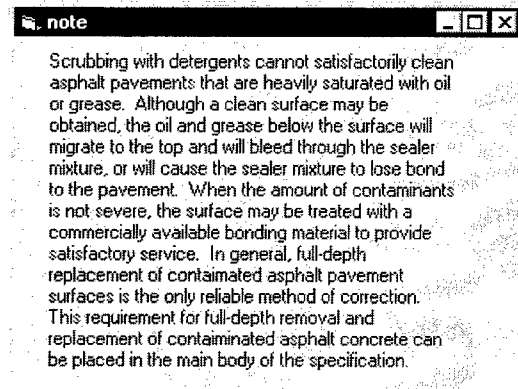 note
Scrubbing with detergents cannot satisfactorily clean
asphalt pavements that are heavily saturated with oil
or grease. Although a clean surface may be
obtained, the oil and grease below the surface will
migrate to the top and will bleed through the sealer
mixture, or will cause the sealer mixture to lose bond
to the pavement. When the amount of contaminants
is not severe, the surface may be treated with a
commercially available bonding material to provide
satisfactory service. In general, full-depth
replacement of contaimated asphalt pavement
surfaces is the only reliable method of correction.
This requirement for full-depth removal and
replacement of contaiminated asphalt concrete can
be placed in the main body of the specification.